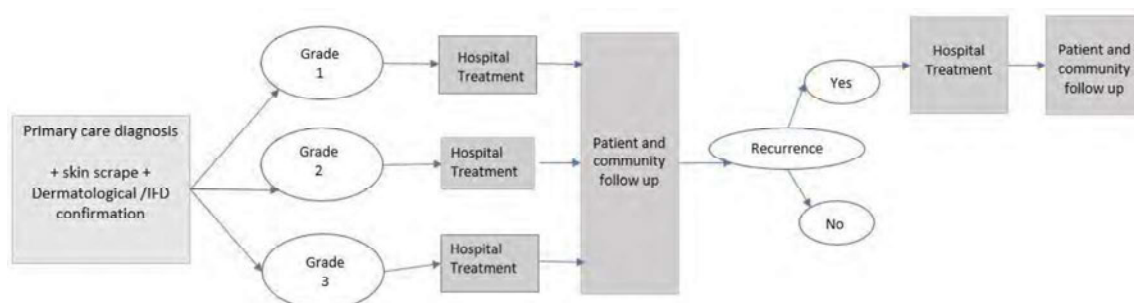 Primary care diagnosis
+ skin scrape +
Dermatological /IFD
confirmation
Grade
1
Grade
2
Grade
3
Hospital
Treatment
Hospital
Treatment
Hospital
Treatment
Patient and
community
follow up
Recurrence
Yes
No
Hospital
Treatment
Patient and
community
follow up